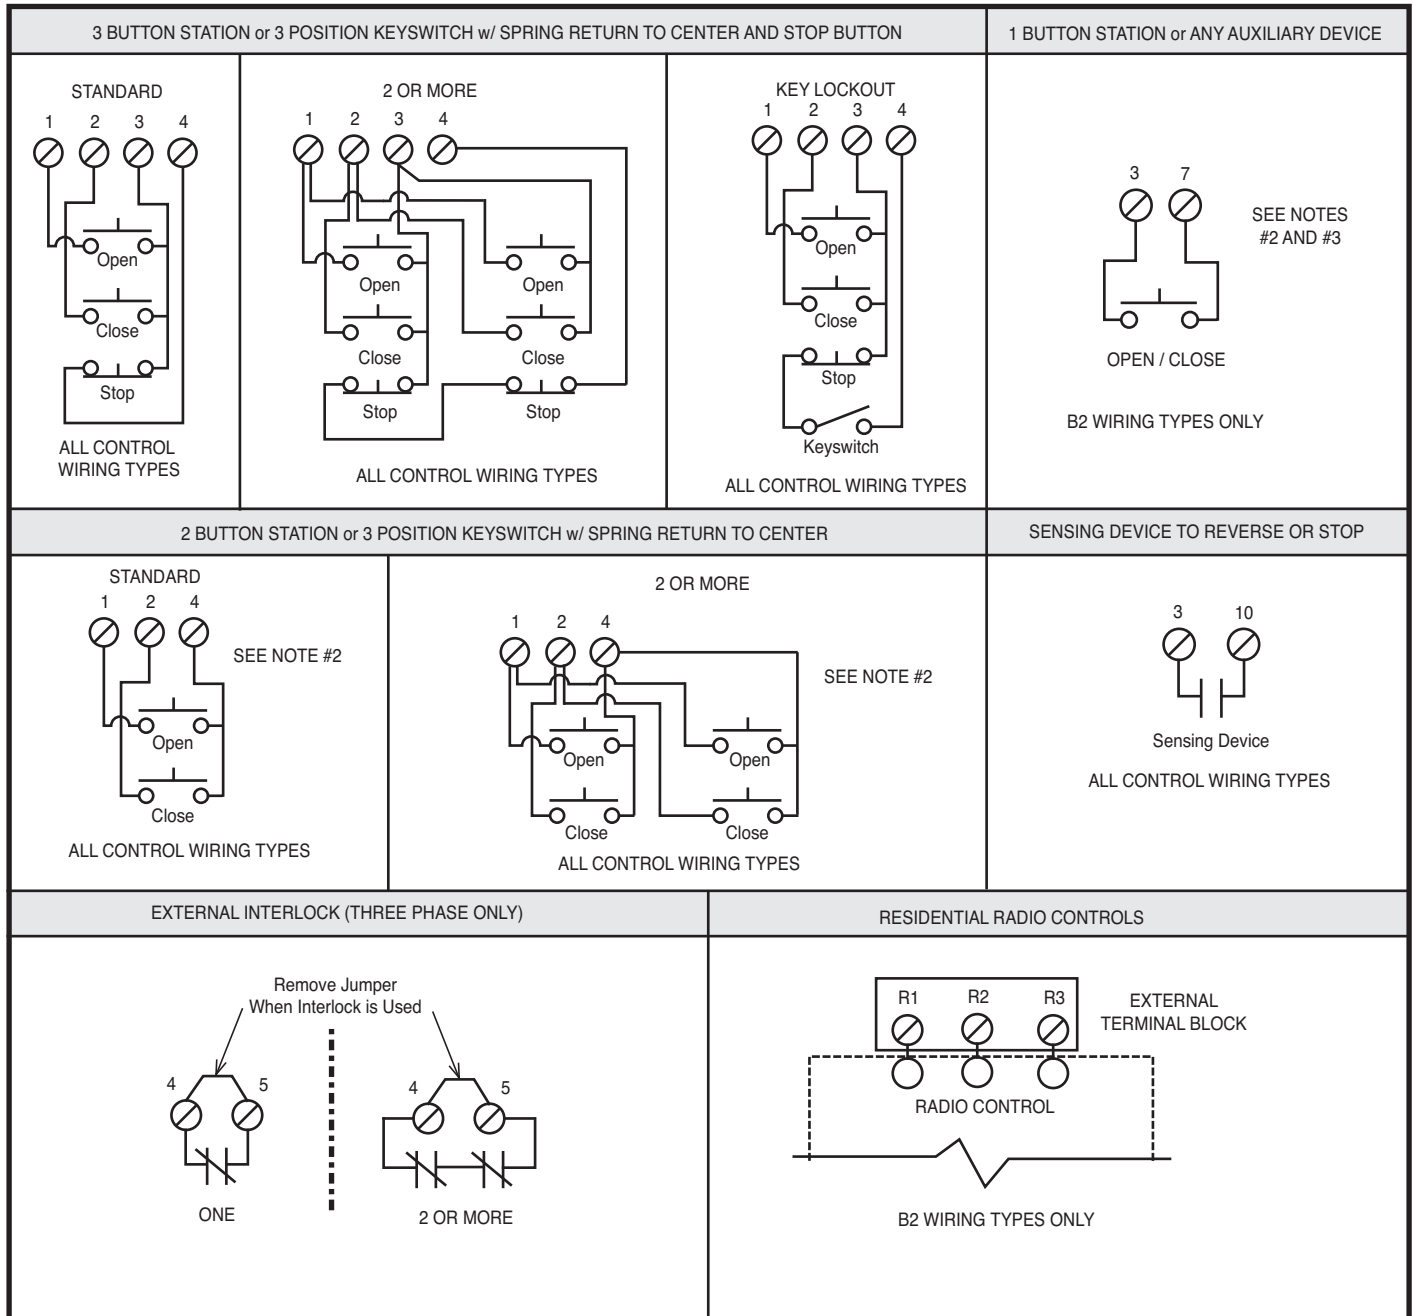 3 BUTTON STATION or 3 POSITION KEYSWITCH w/ SPRING RETURN TO CENTER AND STOP BUTTON
STANDARD
1 2 3 4
Open
Close
Stop
ALL CONTROL
WIRING TYPES
2 OR MORE
1 2 3 4
Open Open
Close Close
Stop Stop
ALL CONTROL WIRING TYPES
KEY LOCKOUT
1 2 3 4
Open
Close
Stop
Keyswitch
ALL CONTROL WIRING TYPES
1 BUTTON STATION or ANY AUXILIARY DEVICE
3 7
SEE NOTES
#2 AND #3
OPEN / CLOSE
B2 WIRING TYPES ONLY
2 BUTTON STATION or 3 POSITION KEYSWITCH w/ SPRING RETURN TO CENTER
STANDARD
1 2 4
SEE NOTE #2
Open
Close
ALL CONTROL WIRING TYPES
2 OR MORE
1 2 4
SEE NOTE #2
Open Open
Close Close
ALL CONTROL WIRING TYPES
SENSING DEVICE TO REVERSE OR STOP
3 10
Sensing Device
ALL CONTROL WIRING TYPES
EXTERNAL INTERLOCK (THREE PHASE ONLY)
Remove Jumper
When Interlock is Used
4 5
ONE
4 5
2 OR MORE
RESIDENTIAL RADIO CONTROLS
R1 R2 R3
EXTERNAL
TERMINAL BLOCK
RADIO CONTROL
B2 WIRING TYPES ONLY